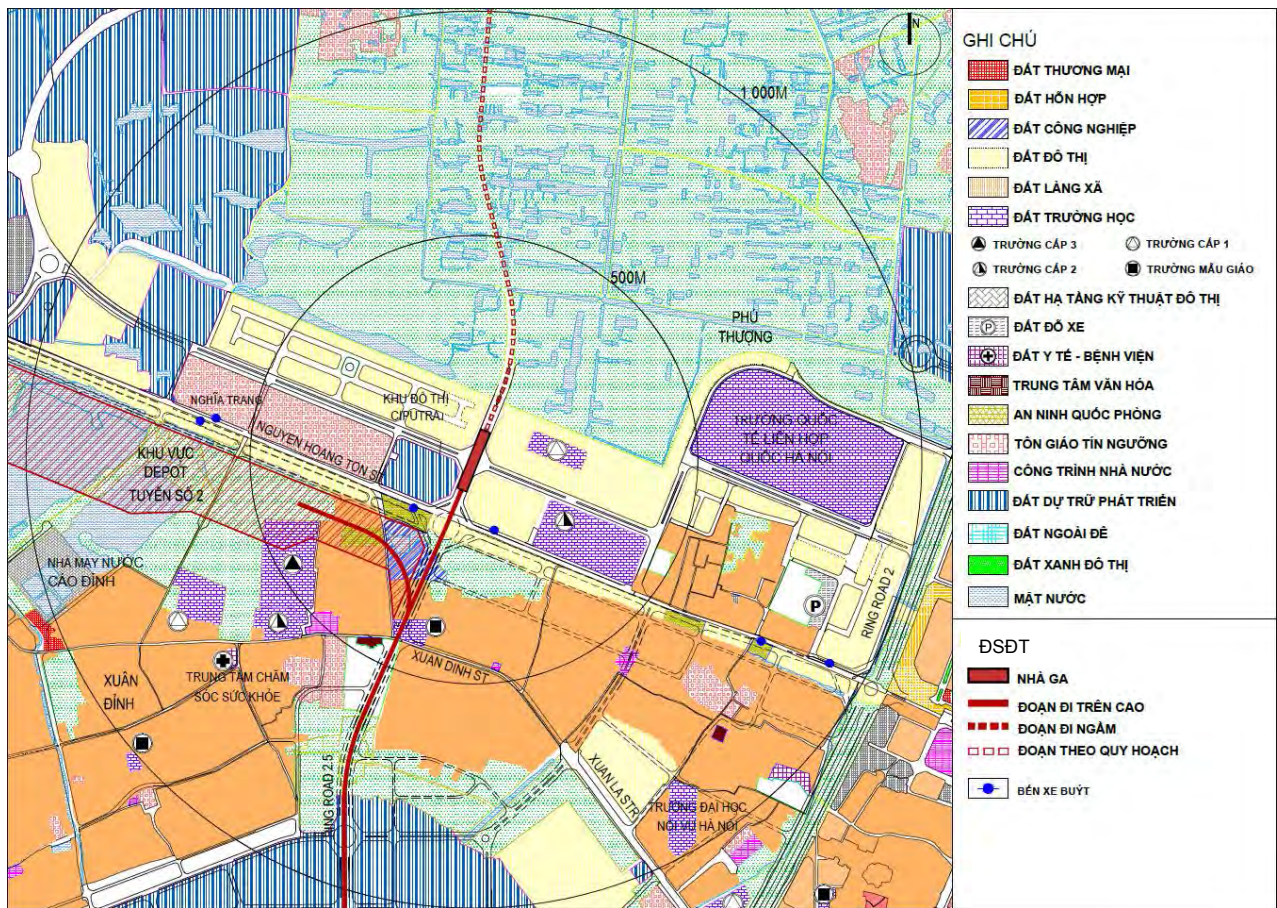 N
1 000M
500M
PHÚ
THƯỢNG
NGHĨA TRANG
KHU ĐÔ THỊ
CIPUTRA1
NGUYEN HOANG TON ST
KHU VỰC
DEPOT
TUYẾN SỐ 2
TRƯỜNG QUỐC
TẾ LIÊN HỢP
QUỐC HÀ NỘI
NHÀ MÁY NƯỚC
CÁO ĐỈNH
P
RING ROAD 2
XUAN DINH ST
TRUNG TÂM CHĂM
SÓC SỨC KHỎE
XUÂN
ĐỈNH
RING ROAD 2.5
XUAN LA STR
TRƯỜNG ĐẠI HỌC
NỘI VỤ HÀ NỘI
GHI CHÚ
ĐẤT THƯƠNG MẠI
ĐẤT HỖN HỢP
ĐẤT CÔNG NGHIỆP
ĐẤT ĐÔ THỊ
ĐẤT LÀNG XÃ
ĐẤT TRƯỜNG HỌC
TRƯỜNG CẤP 3
TRƯỜNG CẤP 1
TRƯỜNG CẤP 2
TRƯỜNG MẪU GIÁO
ĐẤT HẠ TẦNG KỸ THUẬT ĐÔ THỊ
P ĐẤT ĐỖ XE
ĐẤT Y TẾ - BỆNH VIỆN
TRUNG TÂM VĂN HÓA
AN NINH QUỐC PHÒNG
TÔN GIÁO TÍN NGƯỠNG
CÔNG TRÌNH NHÀ NƯỚC
ĐẤT DỰ TRỮ PHÁT TRIỂN
ĐẤT NGOÀI ĐÊ
ĐẤT XANH ĐÔ THỊ
MẶT NƯỚC
ĐSĐT
NHÀ GA
ĐOẠN ĐI TRÊN CAO
ĐOẠN ĐI NGẦM
ĐOẠN THEO QUY HOẠCH
BẾN XE BUÝT